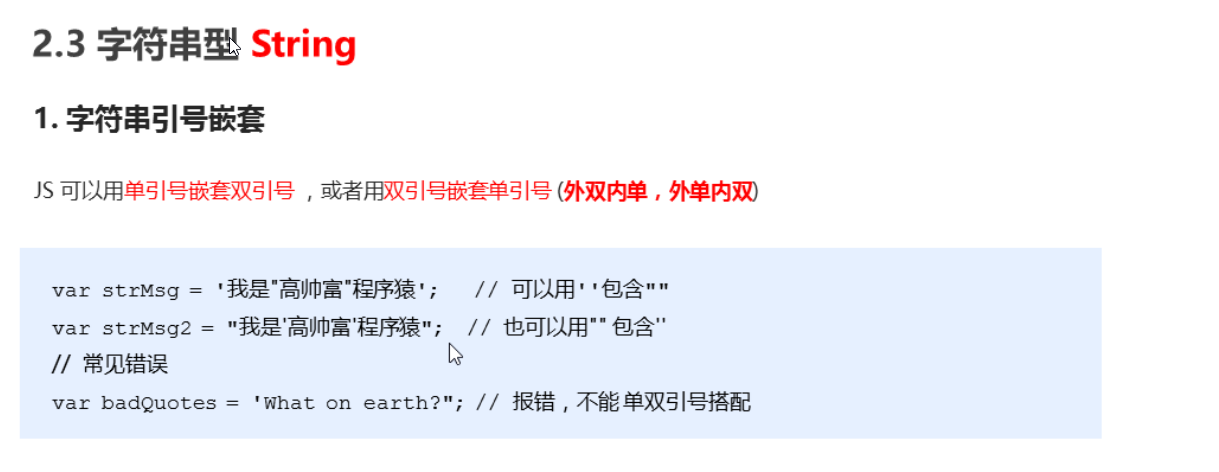 2.3 字符串型 String
1. 字符串引号嵌套
JS 可以用单引号嵌套双引号 ，或者用双引号嵌套单引号 (外双内单，外单内双)
var strMsg = '我是"高帅富"程序猿'; // 可以用''包含""
var strMsg2 = "我是'高帅富'程序猿"; // 也可以用"" 包含''
// 常见错误
var badQuotes = 'What on earth?"; // 报错，不能单双引号搭配